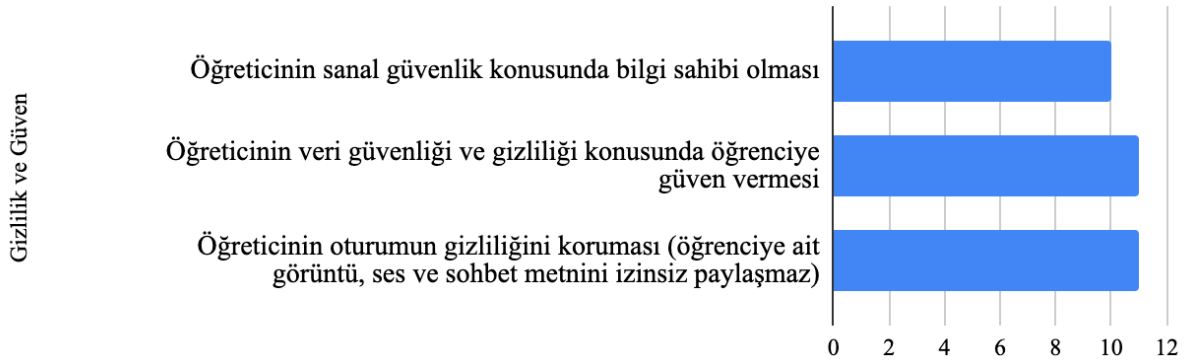 Gizlilik ve Güven
Öğreticinin sanal güvenlik konusunda bilgi sahibi olması
Öğreticinin veri güvenliği ve gizliliği konusunda öğrenciye
güven vermesi
Öğreticinin oturumun gizliliğini koruması (öğrenciye ait
görüntü, ses ve sohbet metnini izinsiz paylaşmaz)
0 2 4 6 8 10 12